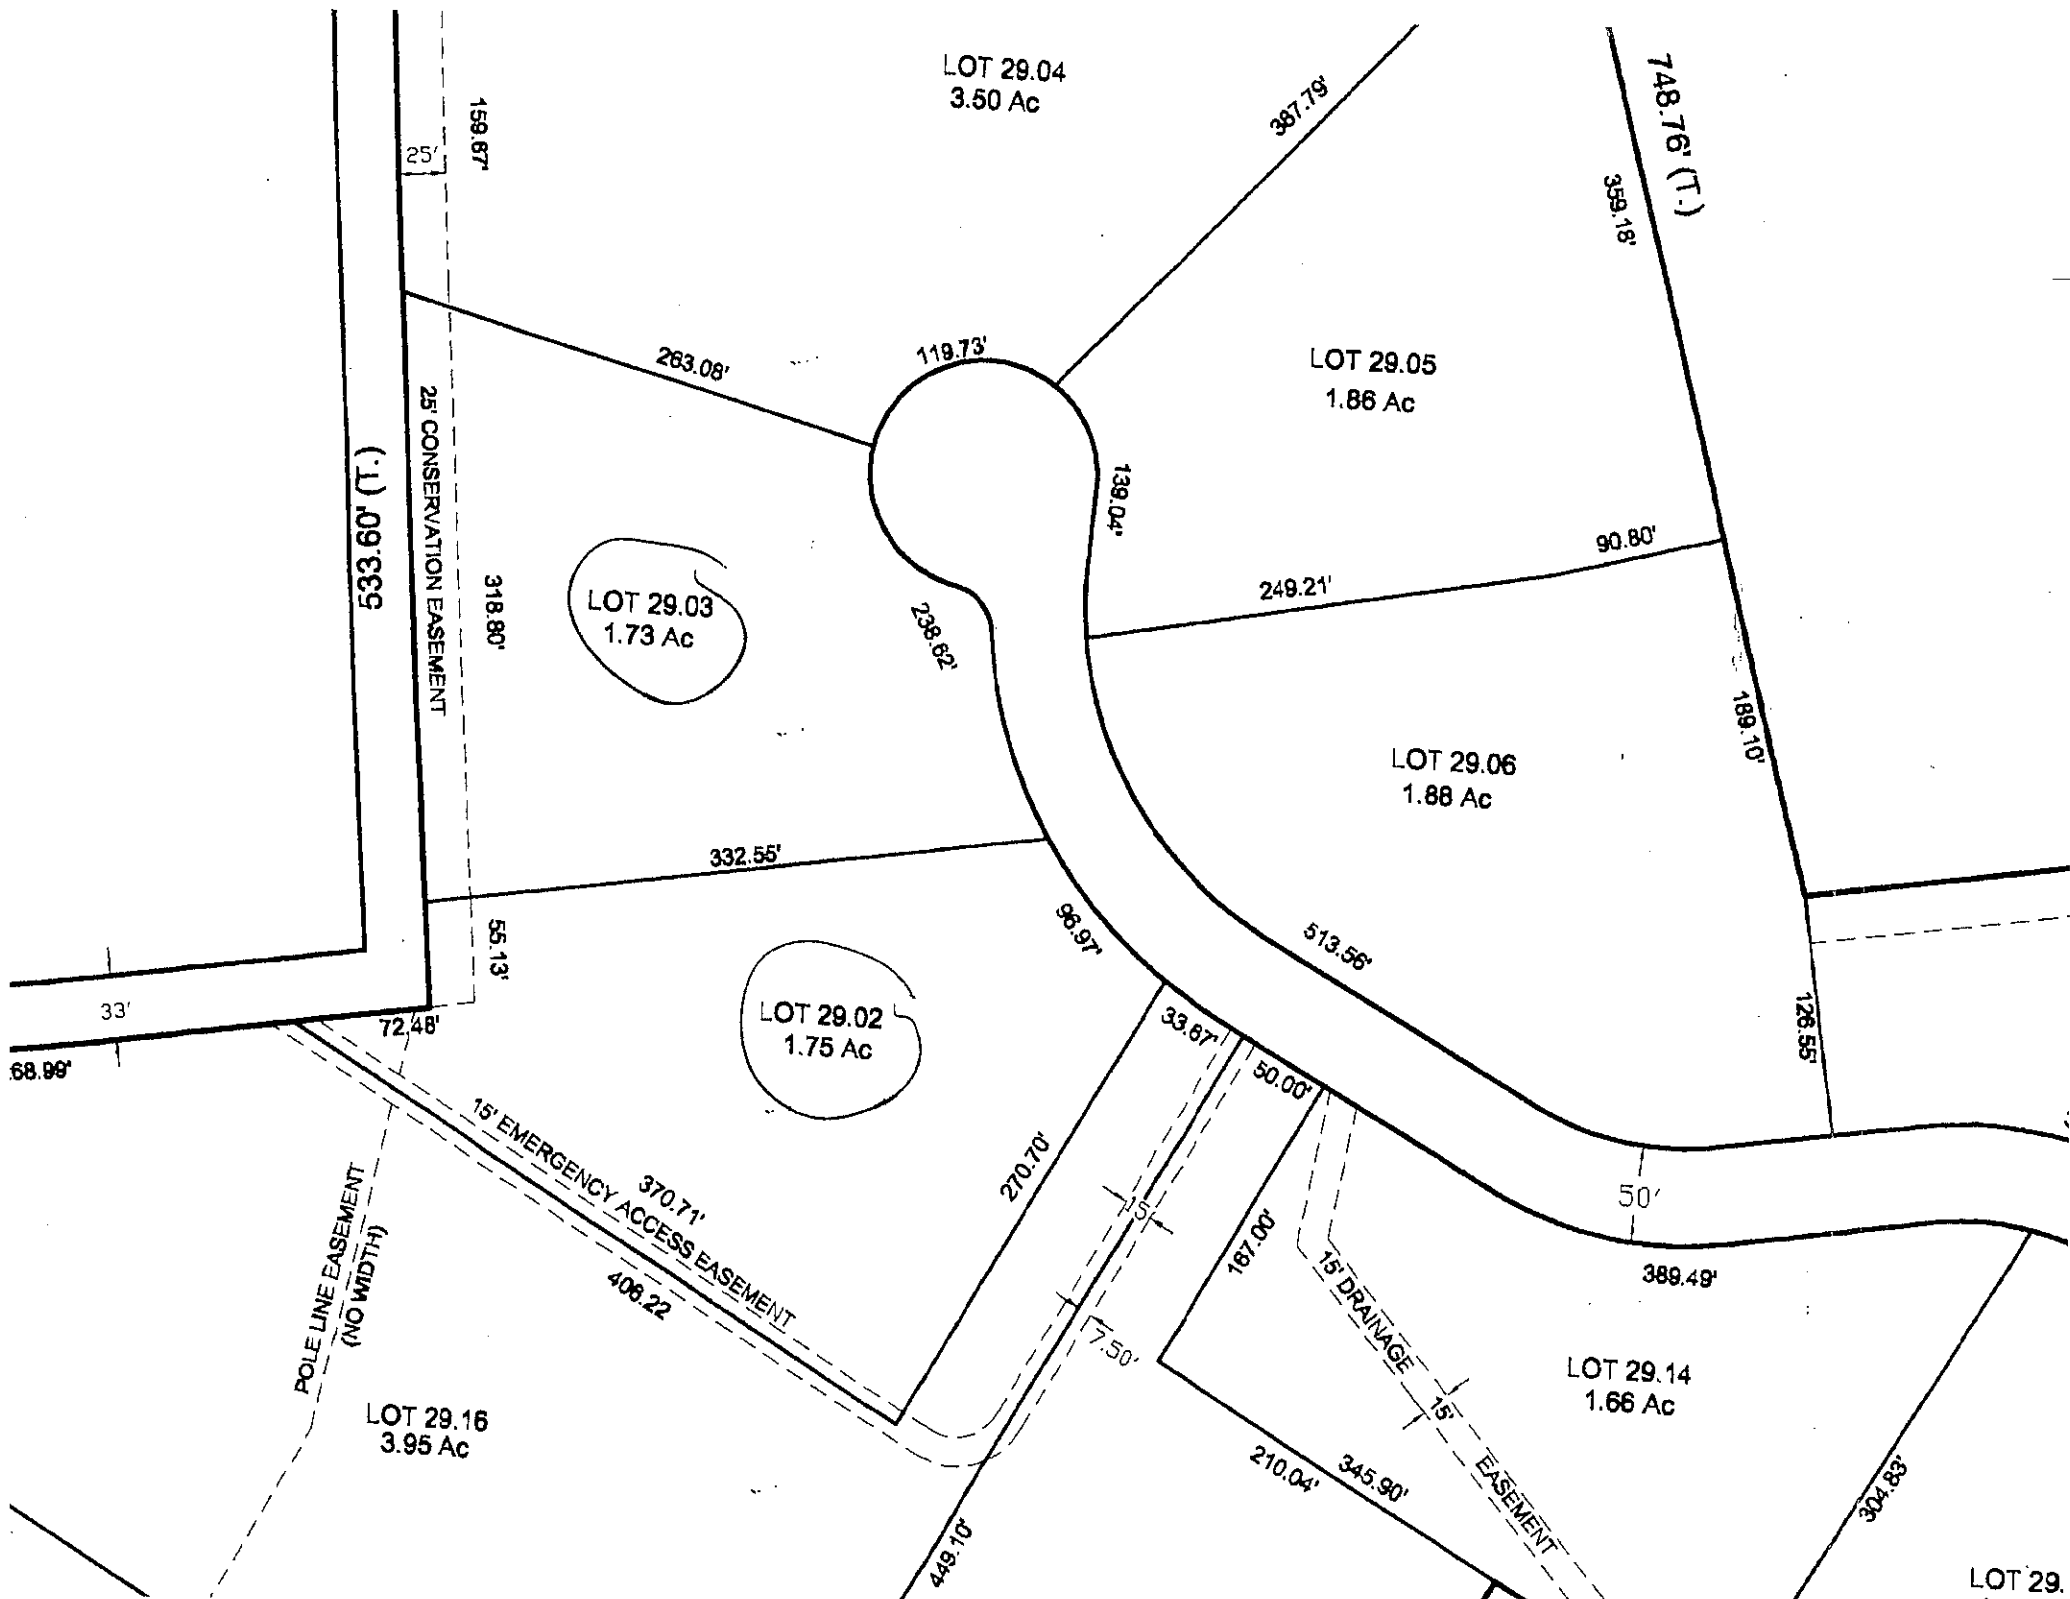 LOT 29.04
3.50 Ac
387.79'
748.76' (T.)
359.18'
159.67'
25'
263.08'
119.73'
LOT 29.05
1.86 Ac
139.04'
90.80'
249.21'
533.60' (T.)
25' CONSERVATION EASEMENT
318.80'
LOT 29.03
1.73 Ac
238.62'
189.10'
LOT 29.06
1.88 Ac
332.55'
55.13'
96.97'
513.56'
33'
72.48'
68.99'
LOT 29.02
1.75 Ac
33.67'
50.00'
126.55'
15' EMERGENCY ACCESS EASEMENT
370.71'
406.22
270.70'
15'
7.50'
167.00'
50'
389.49'
POLE LINE EASEMENT
(NO WIDTH)
15' DRAINAGE EASEMENT
15'
LOT 29.14
1.66 Ac
LOT 29.16
3.95 Ac
210.04'
345.90'
304.83'
449.10'
LOT 29.